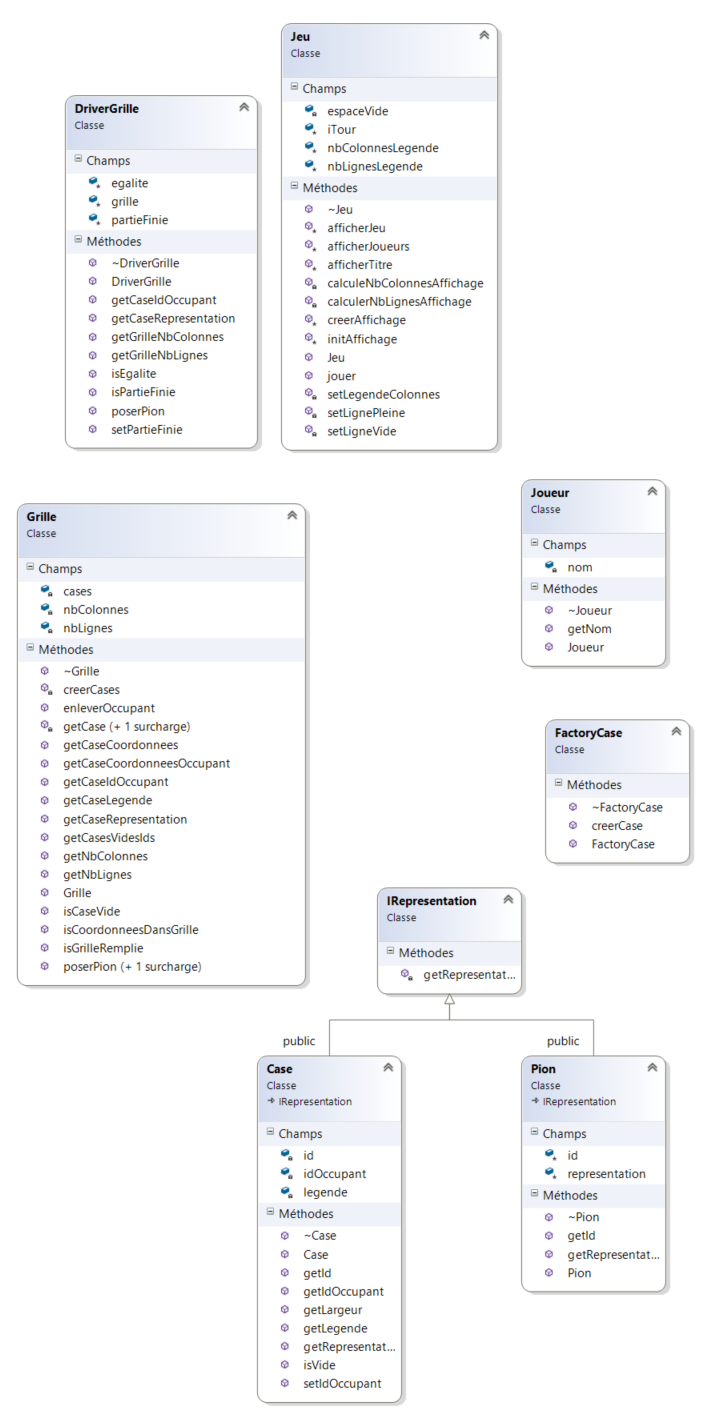 Jeu
Classe
Champs
espaceVide
iTour
nbColonnesLegende
nbLignesLegende
Méthodes
~Jeu
afficherJeu
afficherJoueurs
afficherTitre
calculeNbColonnesAffichage
calculerNbLignesAffichage
creerAffichage
initAffichage
Jeu
jouer
setLegendeColonnes
setLignePleine
setLigneVide
DriverGrille
Classe
Champs
egalite
grille
partieFinie
Méthodes
~DriverGrille
DriverGrille
getCaseIdOccupant
getCaseRepresentation
getGrilleNbColonnes
getGrilleNbLignes
isEgalite
isPartieFinie
poserPion
setPartieFinie
Grille
Classe
Champs
cases
nbColonnes
nbLignes
Méthodes
~Grille
creerCases
enleverOccupant
getCase (+ 1 surcharge)
getCaseCoordonnees
getCaseCoordonneesOccupant
getCaseIdOccupant
getCaseLegende
getCaseRepresentation
getCasesVidesIds
getNbColonnes
getNbLignes
Grille
isCaseVide
isCoordonneesDansGrille
isGrilleRemplie
poserPion (+ 1 surcharge)
Joueur
Classe
Champs
nom
Méthodes
~Joueur
getNom
Joueur
FactoryCase
Classe
Méthodes
~FactoryCase
creerCase
FactoryCase
IRepresentation
Classe
Méthodes
getRepresentat...
public
public
Case
Classe
IRepresentation
Champs
id
idOccupant
legende
Méthodes
~Case
Case
getId
getIdOccupant
getLargeur
getLegende
getRepresentat...
isVide
setIdOccupant
Pion
Classe
IRepresentation
Champs
id
representation
Méthodes
~Pion
getId
getRepresentat...
Pion